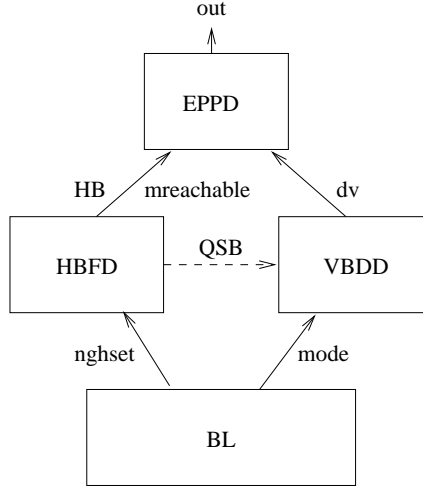 out
EPPD
HB mreachable dv
QSB
HBFD VBDD
nghset mode
BL